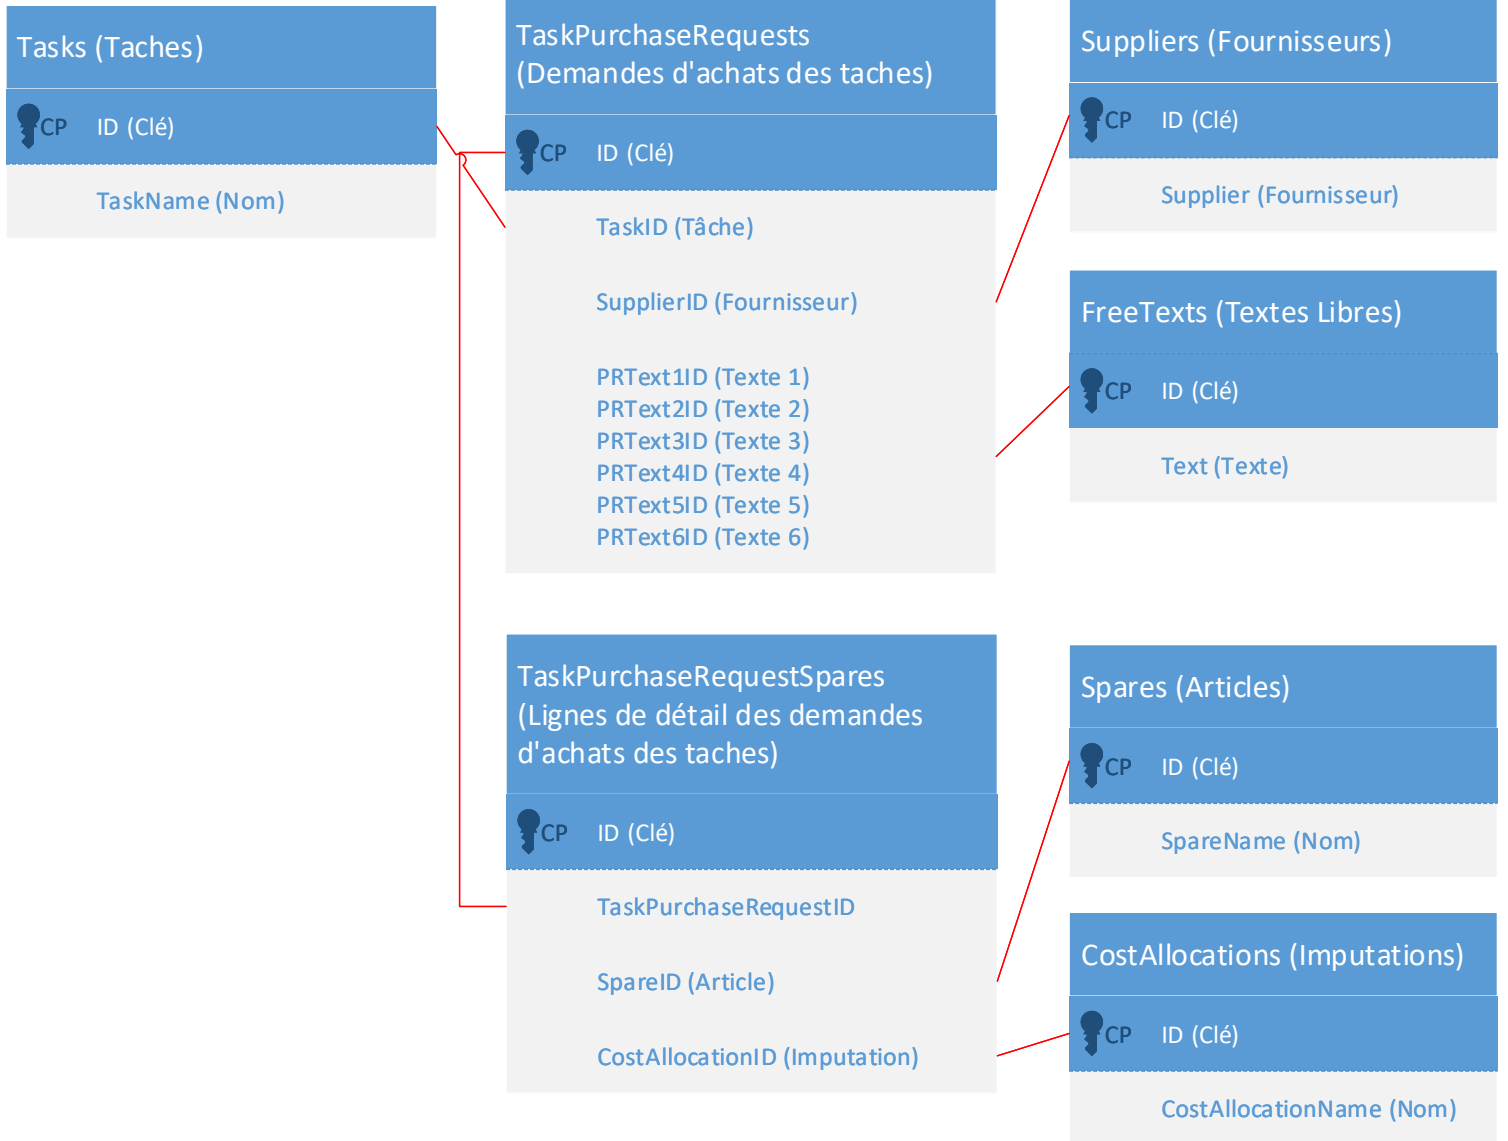 Tasks (Taches)
CP ID (Clé)
TaskName (Nom)
TaskPurchaseRequests
(Demandes d'achats des taches)
CP ID (Clé)
TaskID (Tâche)
SupplierID (Fournisseur)
PRText1ID (Texte 1)
PRText2ID (Texte 2)
PRText3ID (Texte 3)
PRText4ID (Texte 4)
PRText5ID (Texte 5)
PRText6ID (Texte 6)
Suppliers (Fournisseurs)
CP ID (Clé)
Supplier (Fournisseur)
FreeTexts (Textes Libres)
CP ID (Clé)
Text (Texte)
TaskPurchaseRequestSpares
(Lignes de détail des demandes
d'achats des taches)
CP ID (Clé)
TaskPurchaseRequestID
SpareID (Article)
CostAllocationID (Imputation)
Spares (Articles)
CP ID (Clé)
SpareName (Nom)
CostAllocations (Imputations)
CP ID (Clé)
CostAllocationName (Nom)